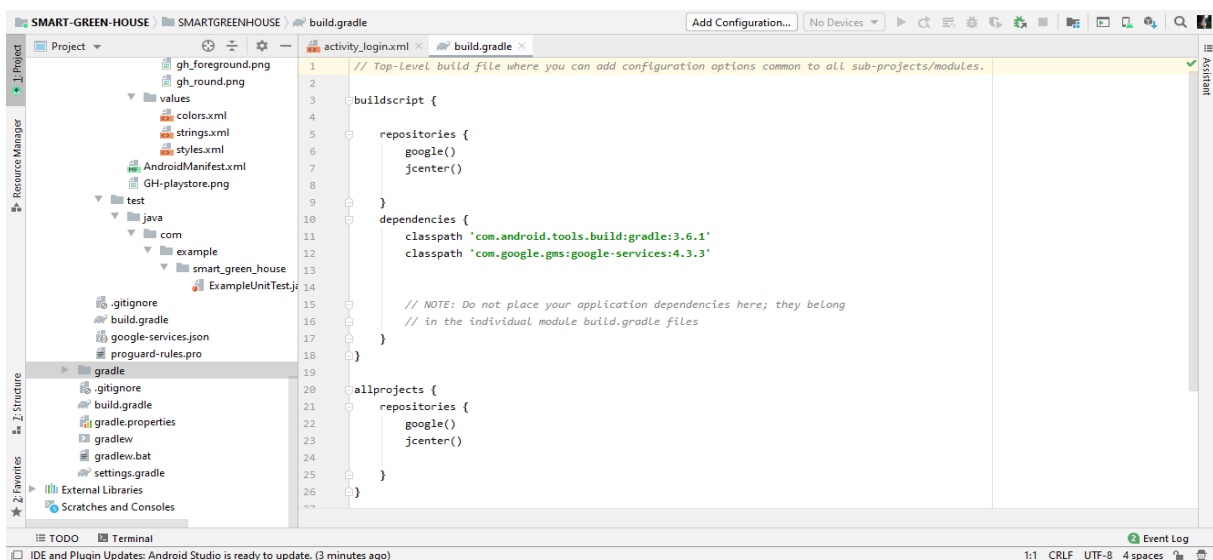 SMART-GREEN-HOUSE SMARTGREENHOUSE build.gradle
Add Configuration... No Devices
Project
activity_login.xml build.gradle
1: Project
Resource Manager
7: Structure
2: Favorites
Assistant
gh_foreground.png
gh_round.png
values
colors.xml
strings.xml
styles.xml
AndroidManifest.xml
GH-playstore.png
test
java
com
example
smart_green_house
ExampleUnitTest.ja
.gitignore
build.gradle
google-services.json
proguard-rules.pro
gradle
.gitignore
build.gradle
gradle.properties
gradlew
gradlew.bat
settings.gradle
External Libraries
Scratches and Consoles
1 // Top-level build file where you can add configuration options common to all sub-projects/modules.
2
3 buildscript {
4
5 repositories {
6 google()
7 jcenter()
8
9 }
10 dependencies {
11 classpath 'com.android.tools.build:gradle:3.6.1'
12 classpath 'com.google.gms:google-services:4.3.3'
13
14
15 // NOTE: Do not place your application dependencies here; they belong
16 // in the individual module build.gradle files
17 }
18 }
19
20 allprojects {
21 repositories {
22 google()
23 jcenter()
24
25 }
26 }
27
TODO Terminal
2 Event Log
IDE and Plugin Updates: Android Studio is ready to update. (3 minutes ago)
1:1 CRLF UTF-8 4 spaces